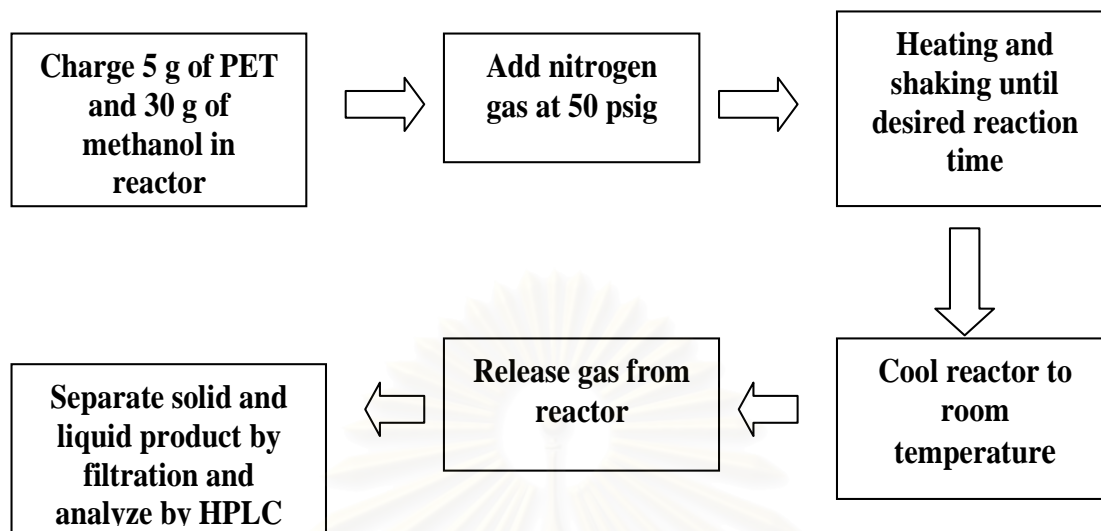 Charge 5 g of PET
and 30 g of
methanol in
reactor
Add nitrogen
gas at 50 psig
Heating and
shaking until
desired reaction
time
Cool reactor to
room
temperature
Release gas from
reactor
Separate solid and
liquid product by
filtration and
analyze by HPLC